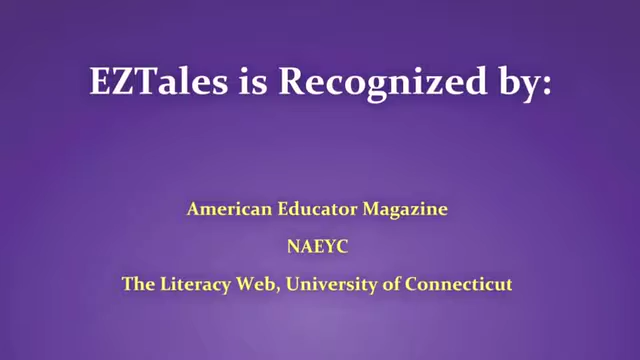 EZTales is Recognized by:
American Educator Magazine
NAEYC
The Literacy Web, University of Connecticut